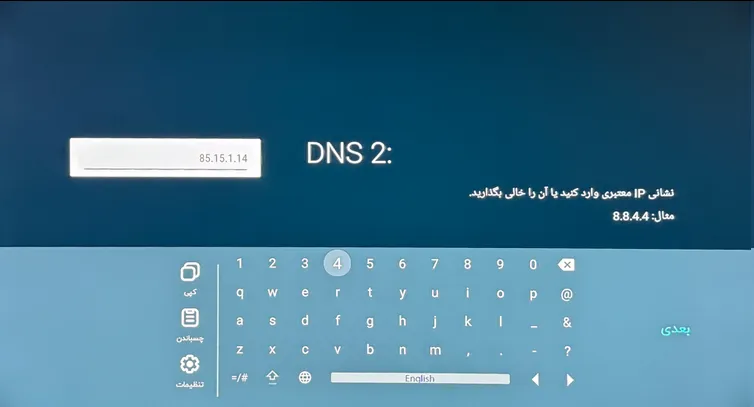 DNS 2:
85.15.1.14
نشانی IP معتبری وارد کنید یا آن را خالی بگذارید.
مثال: 8.8.4.4
1 2 3 4 5 6 7 8 9 0
q w e r t y u i o p @
a s d f g h j k l _ &
z x c v b n m , . - ?
=/# English
کپی
چسباندن
تنظیمات
بعدی